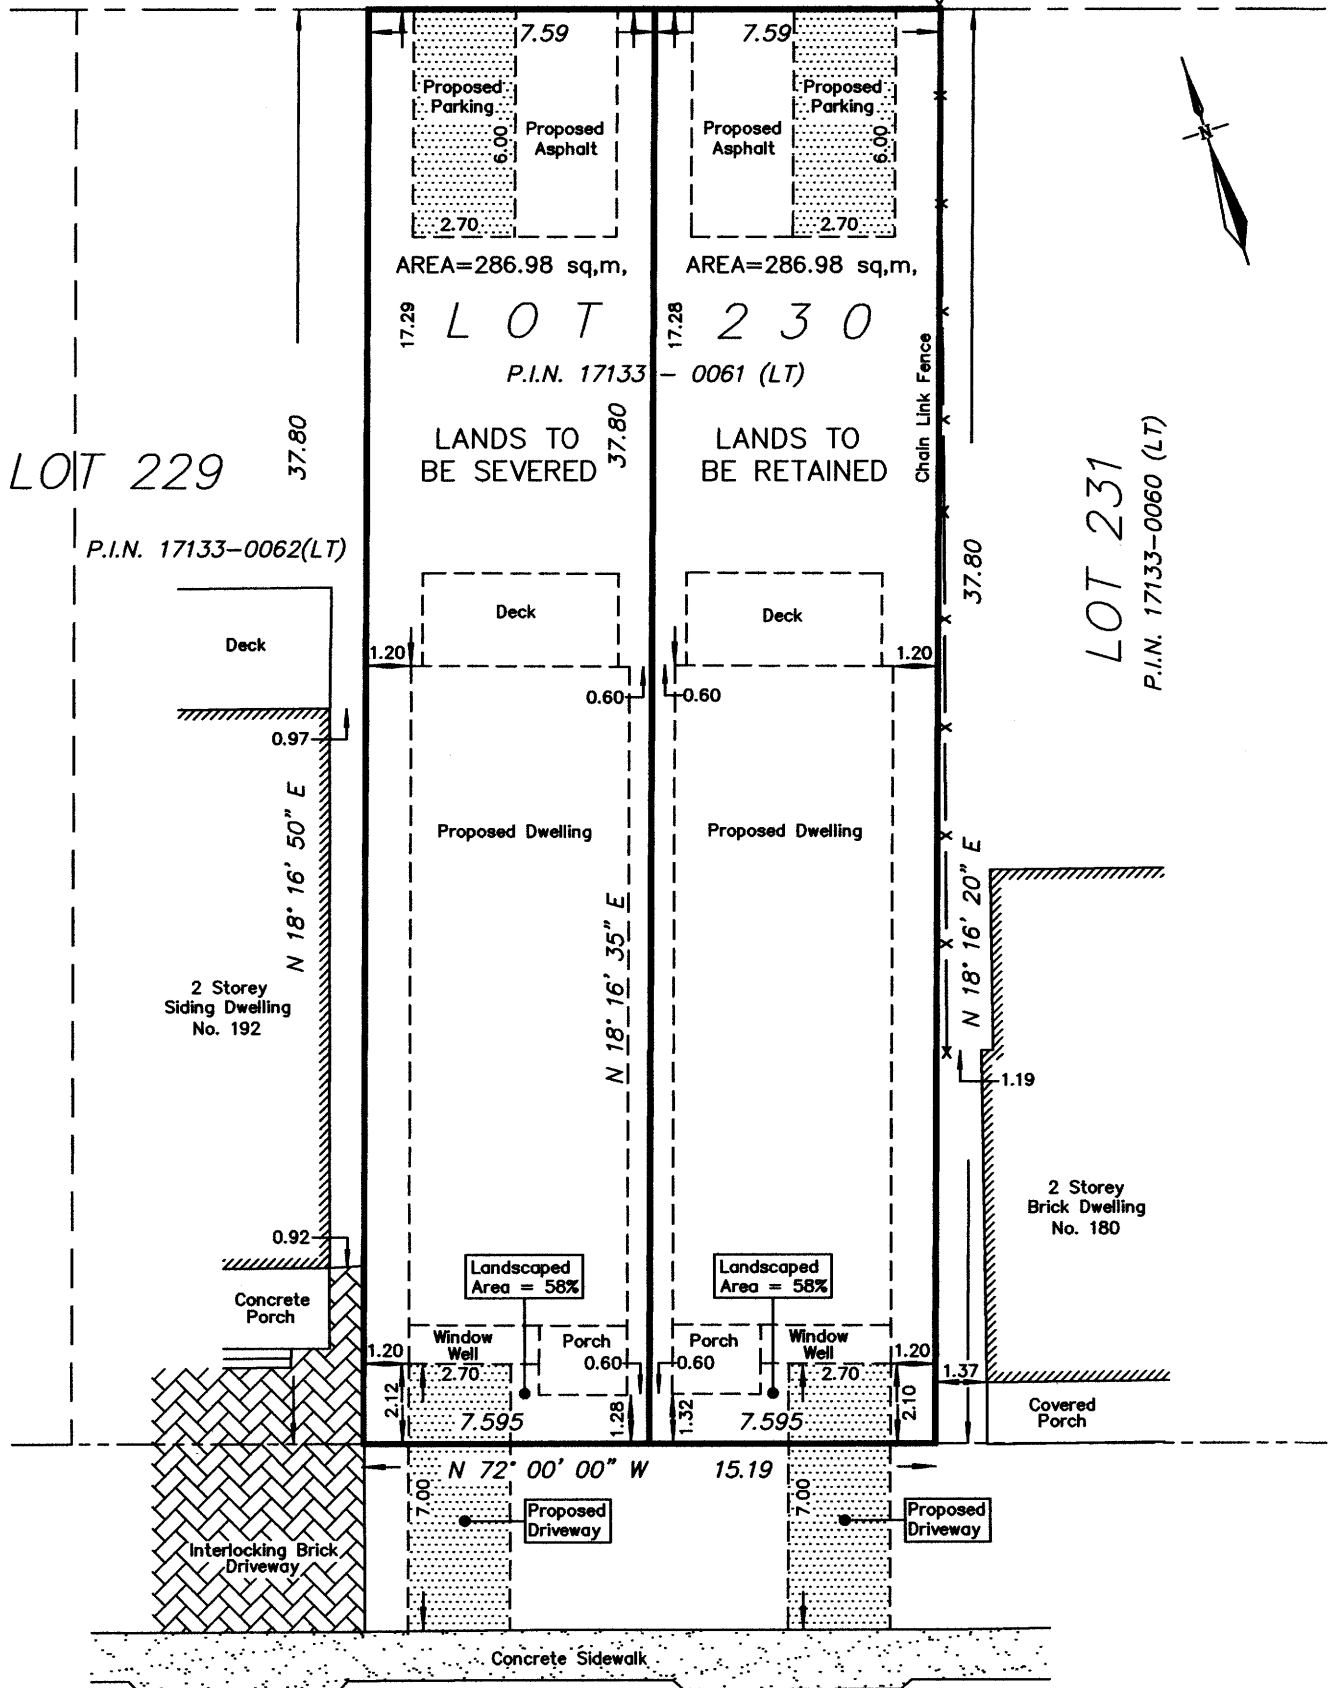 7.59
7.59
Proposed
Parking
6.00
Proposed
Asphalt
2.70
Proposed
Asphalt
Proposed
Parking
6.00
2.70
N
AREA=286.98 sq,m,
AREA=286.98 sq,m,
17.29
17.28
LOT 230
P.I.N. 17133 - 0061 (LT)
Chain Link Fence
37.80
37.80
LANDS TO
BE SEVERED
LANDS TO
BE RETAINED
LOT 229
P.I.N. 17133-0062(LT)
LOT 231
P.I.N. 17133-0060 (LT)
37.80
Deck
Deck
Deck
1.20
1.20
0.60
0.60
0.97
N 18° 16' 50" E
Proposed Dwelling
Proposed Dwelling
N 18° 16' 35" E
N 18° 16' 20" E
2 Storey
Siding Dwelling
No. 192
1.19
2 Storey
Brick Dwelling
No. 180
0.92
Landscaped
Area = 58%
Landscaped
Area = 58%
Concrete
Porch
Window
Well
Porch
Porch
Window
Well
1.20
2.70
0.60
0.60
2.70
1.20
1.37
2.12
7.595
1.28
1.32
7.595
2.10
Covered
Porch
N 72° 00' 00" W
15.19
7.00
7.00
Proposed
Driveway
Proposed
Driveway
Interlocking Brick
Driveway
Concrete Sidewalk